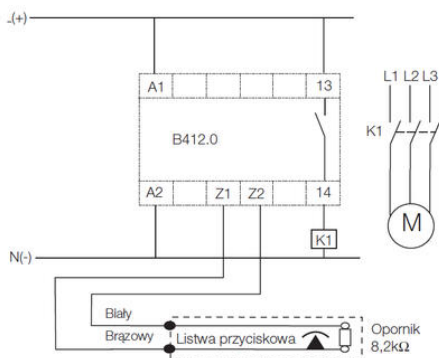 L(+)
A1 13
L1 L2 L3
K1
B412.0
M
A2 Z1 Z2 14
K1
N(-)
Biały
Brązowy
Listwa przyciskowa
Opornik
8,2kΩ